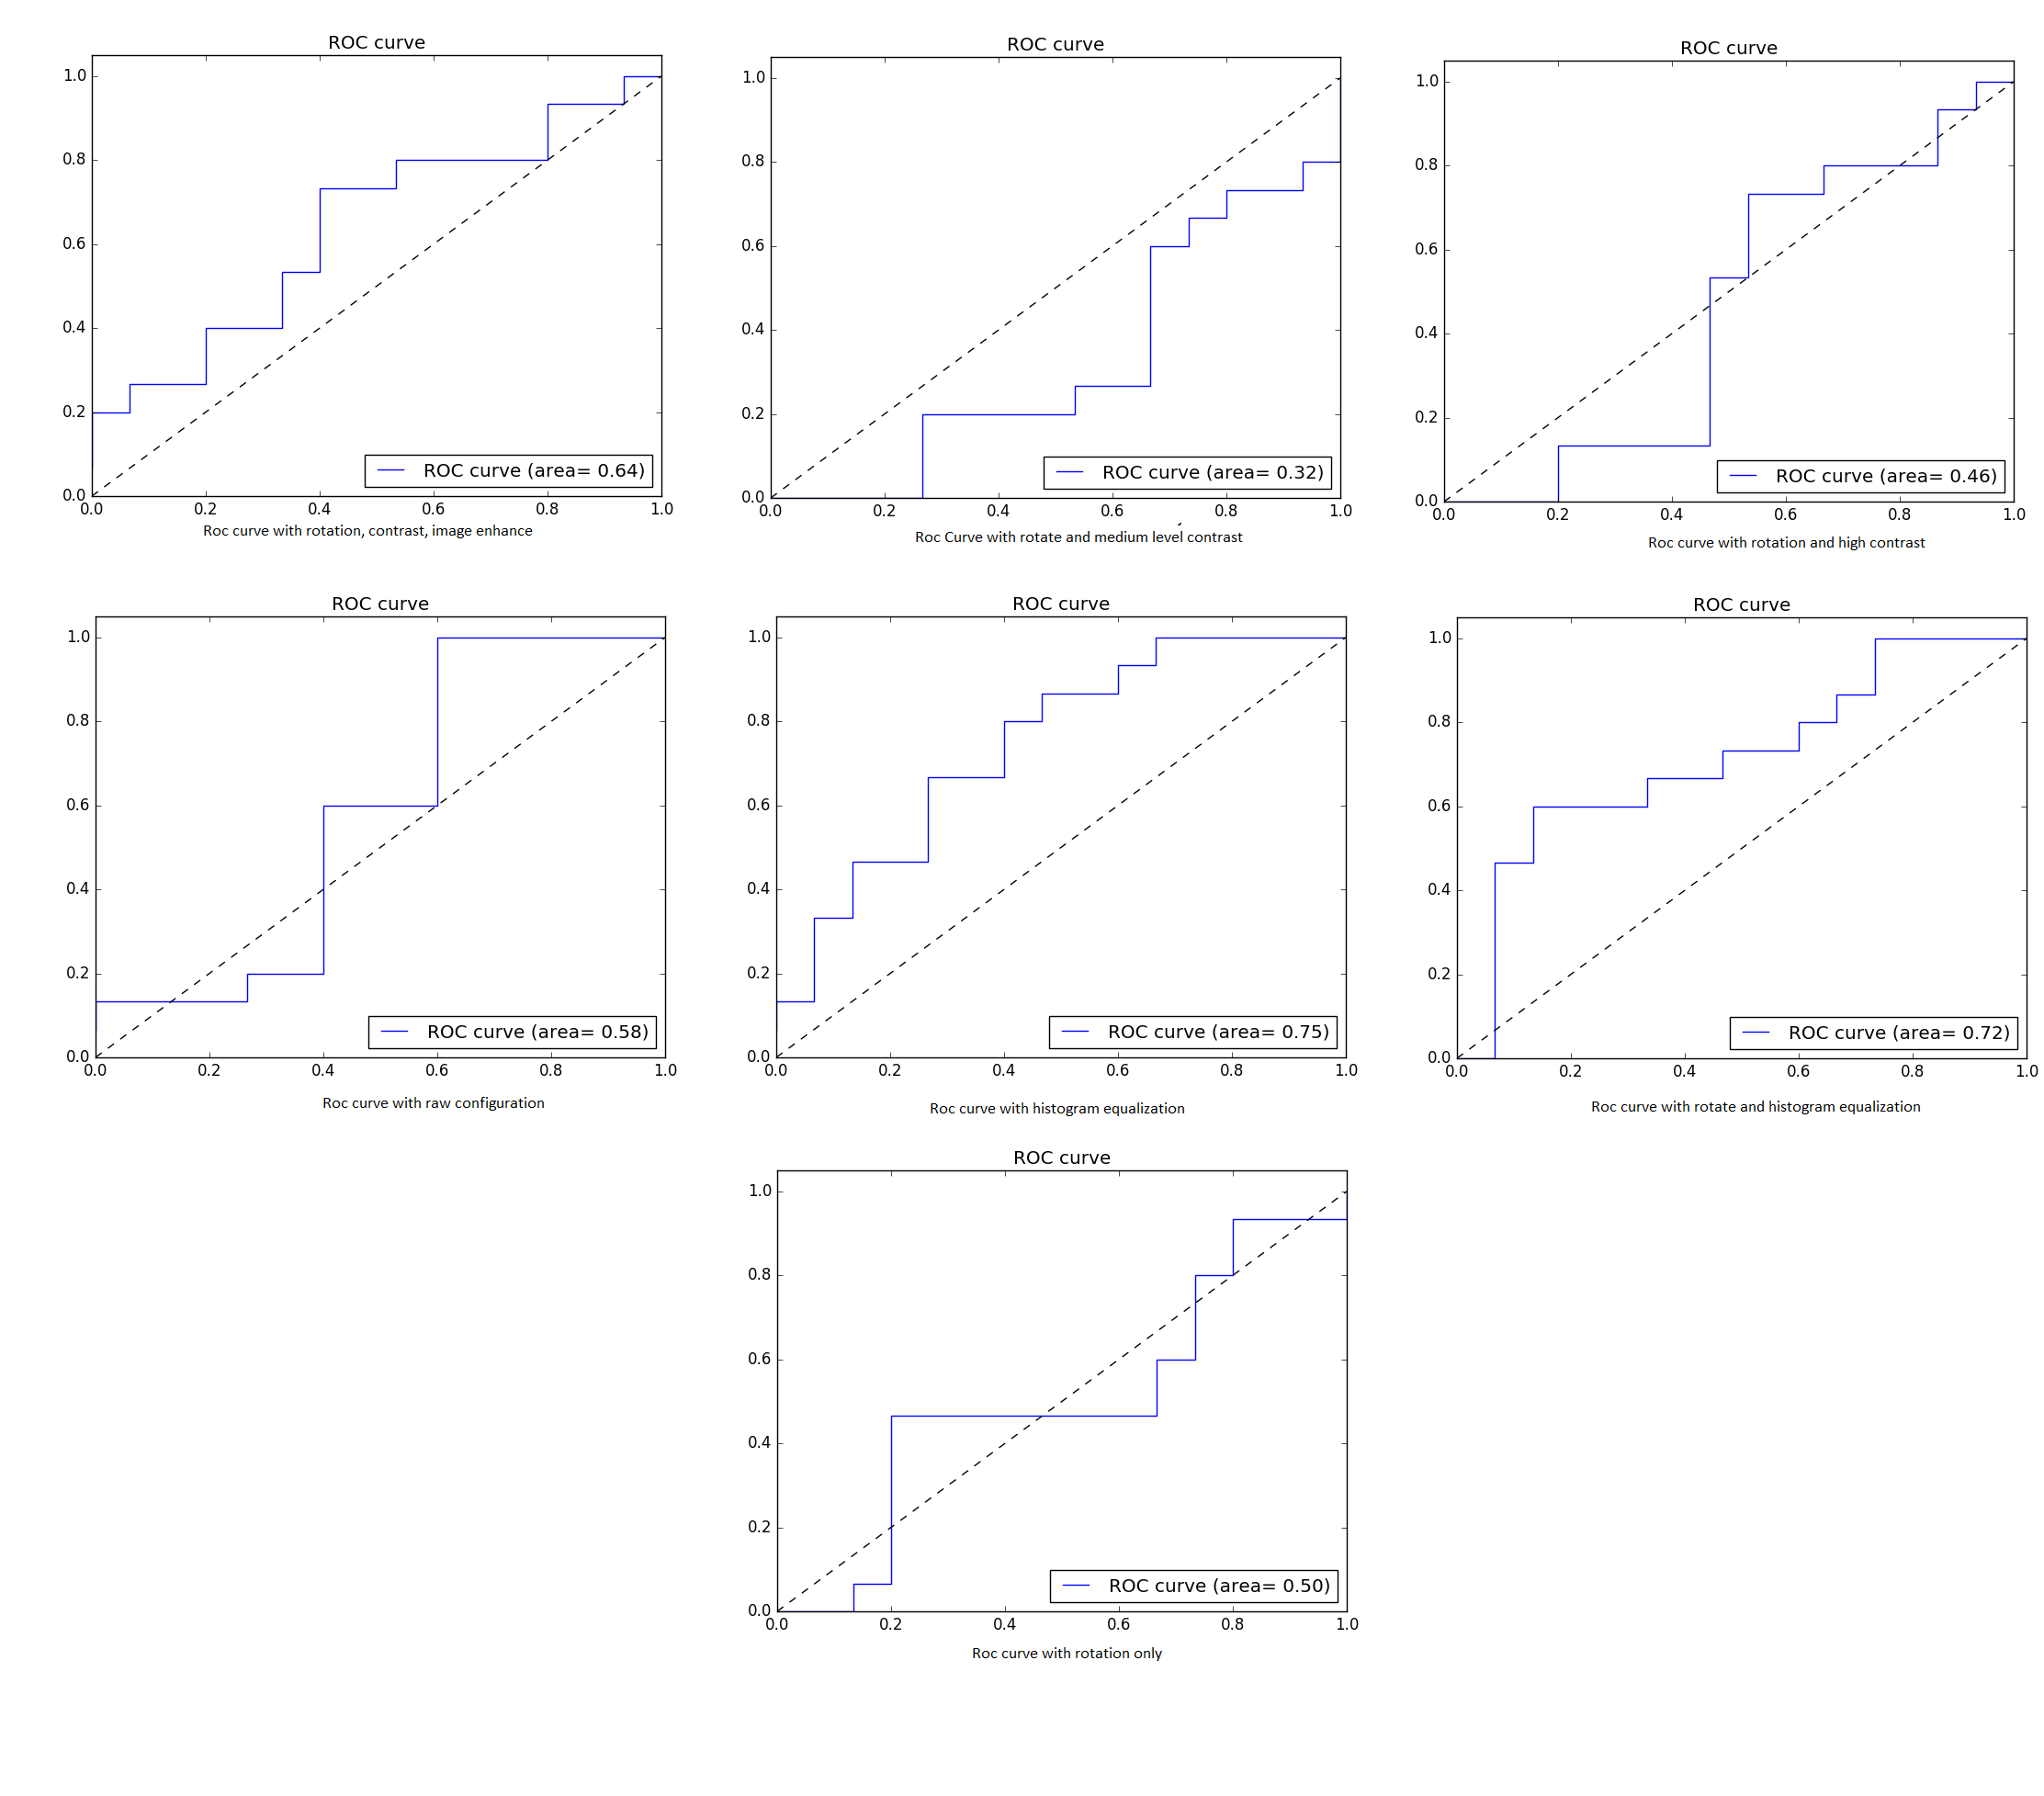 ROC curve
1.0
0.8
0.6
0.4
0.2
0.0
0.0 0.2 0.4 0.6 0.8 1.0
ROC curve (area= 0.64)
Roc curve with rotation, contrast, image enhance
ROC curve
1.0
0.8
0.6
0.4
0.2
0.0
0.0 0.2 0.4 0.6 0.8 1.0
ROC curve (area= 0.32)
Roc Curve with rotate and medium level contrast
ROC curve
1.0
0.8
0.6
0.4
0.2
0.0
0.0 0.2 0.4 0.6 0.8 1.0
ROC curve (area= 0.46)
Roc curve with rotation and high contrast
ROC curve
1.0
0.8
0.6
0.4
0.2
0.0
0.0 0.2 0.4 0.6 0.8 1.0
ROC curve (area= 0.58)
Roc curve with raw configuration
ROC curve
1.0
0.8
0.6
0.4
0.2
0.0
0.0 0.2 0.4 0.6 0.8 1.0
ROC curve (area= 0.75)
Roc curve with histogram equalization
ROC curve
1.0
0.8
0.6
0.4
0.2
0.0
0.0 0.2 0.4 0.6 0.8 1.0
ROC curve (area= 0.72)
Roc curve with rotate and histogram equalization
ROC curve
1.0
0.8
0.6
0.4
0.2
0.0
0.0 0.2 0.4 0.6 0.8 1.0
ROC curve (area= 0.50)
Roc curve with rotation only